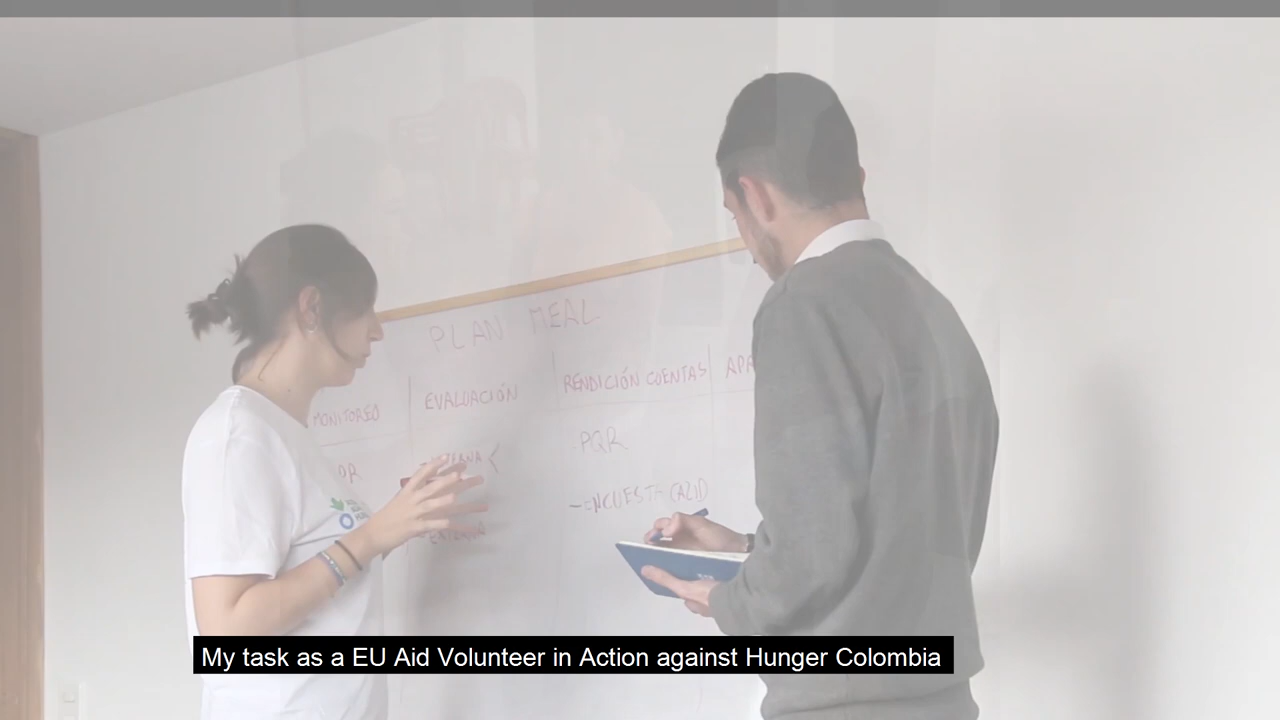 PLAN MEAL
MONITOREO
EVALUACIÓN
RENDICIÓN CUENTAS
- PQR
- ENCUESTA
My task as a EU Aid Volunteer in Action against Hunger Colombia